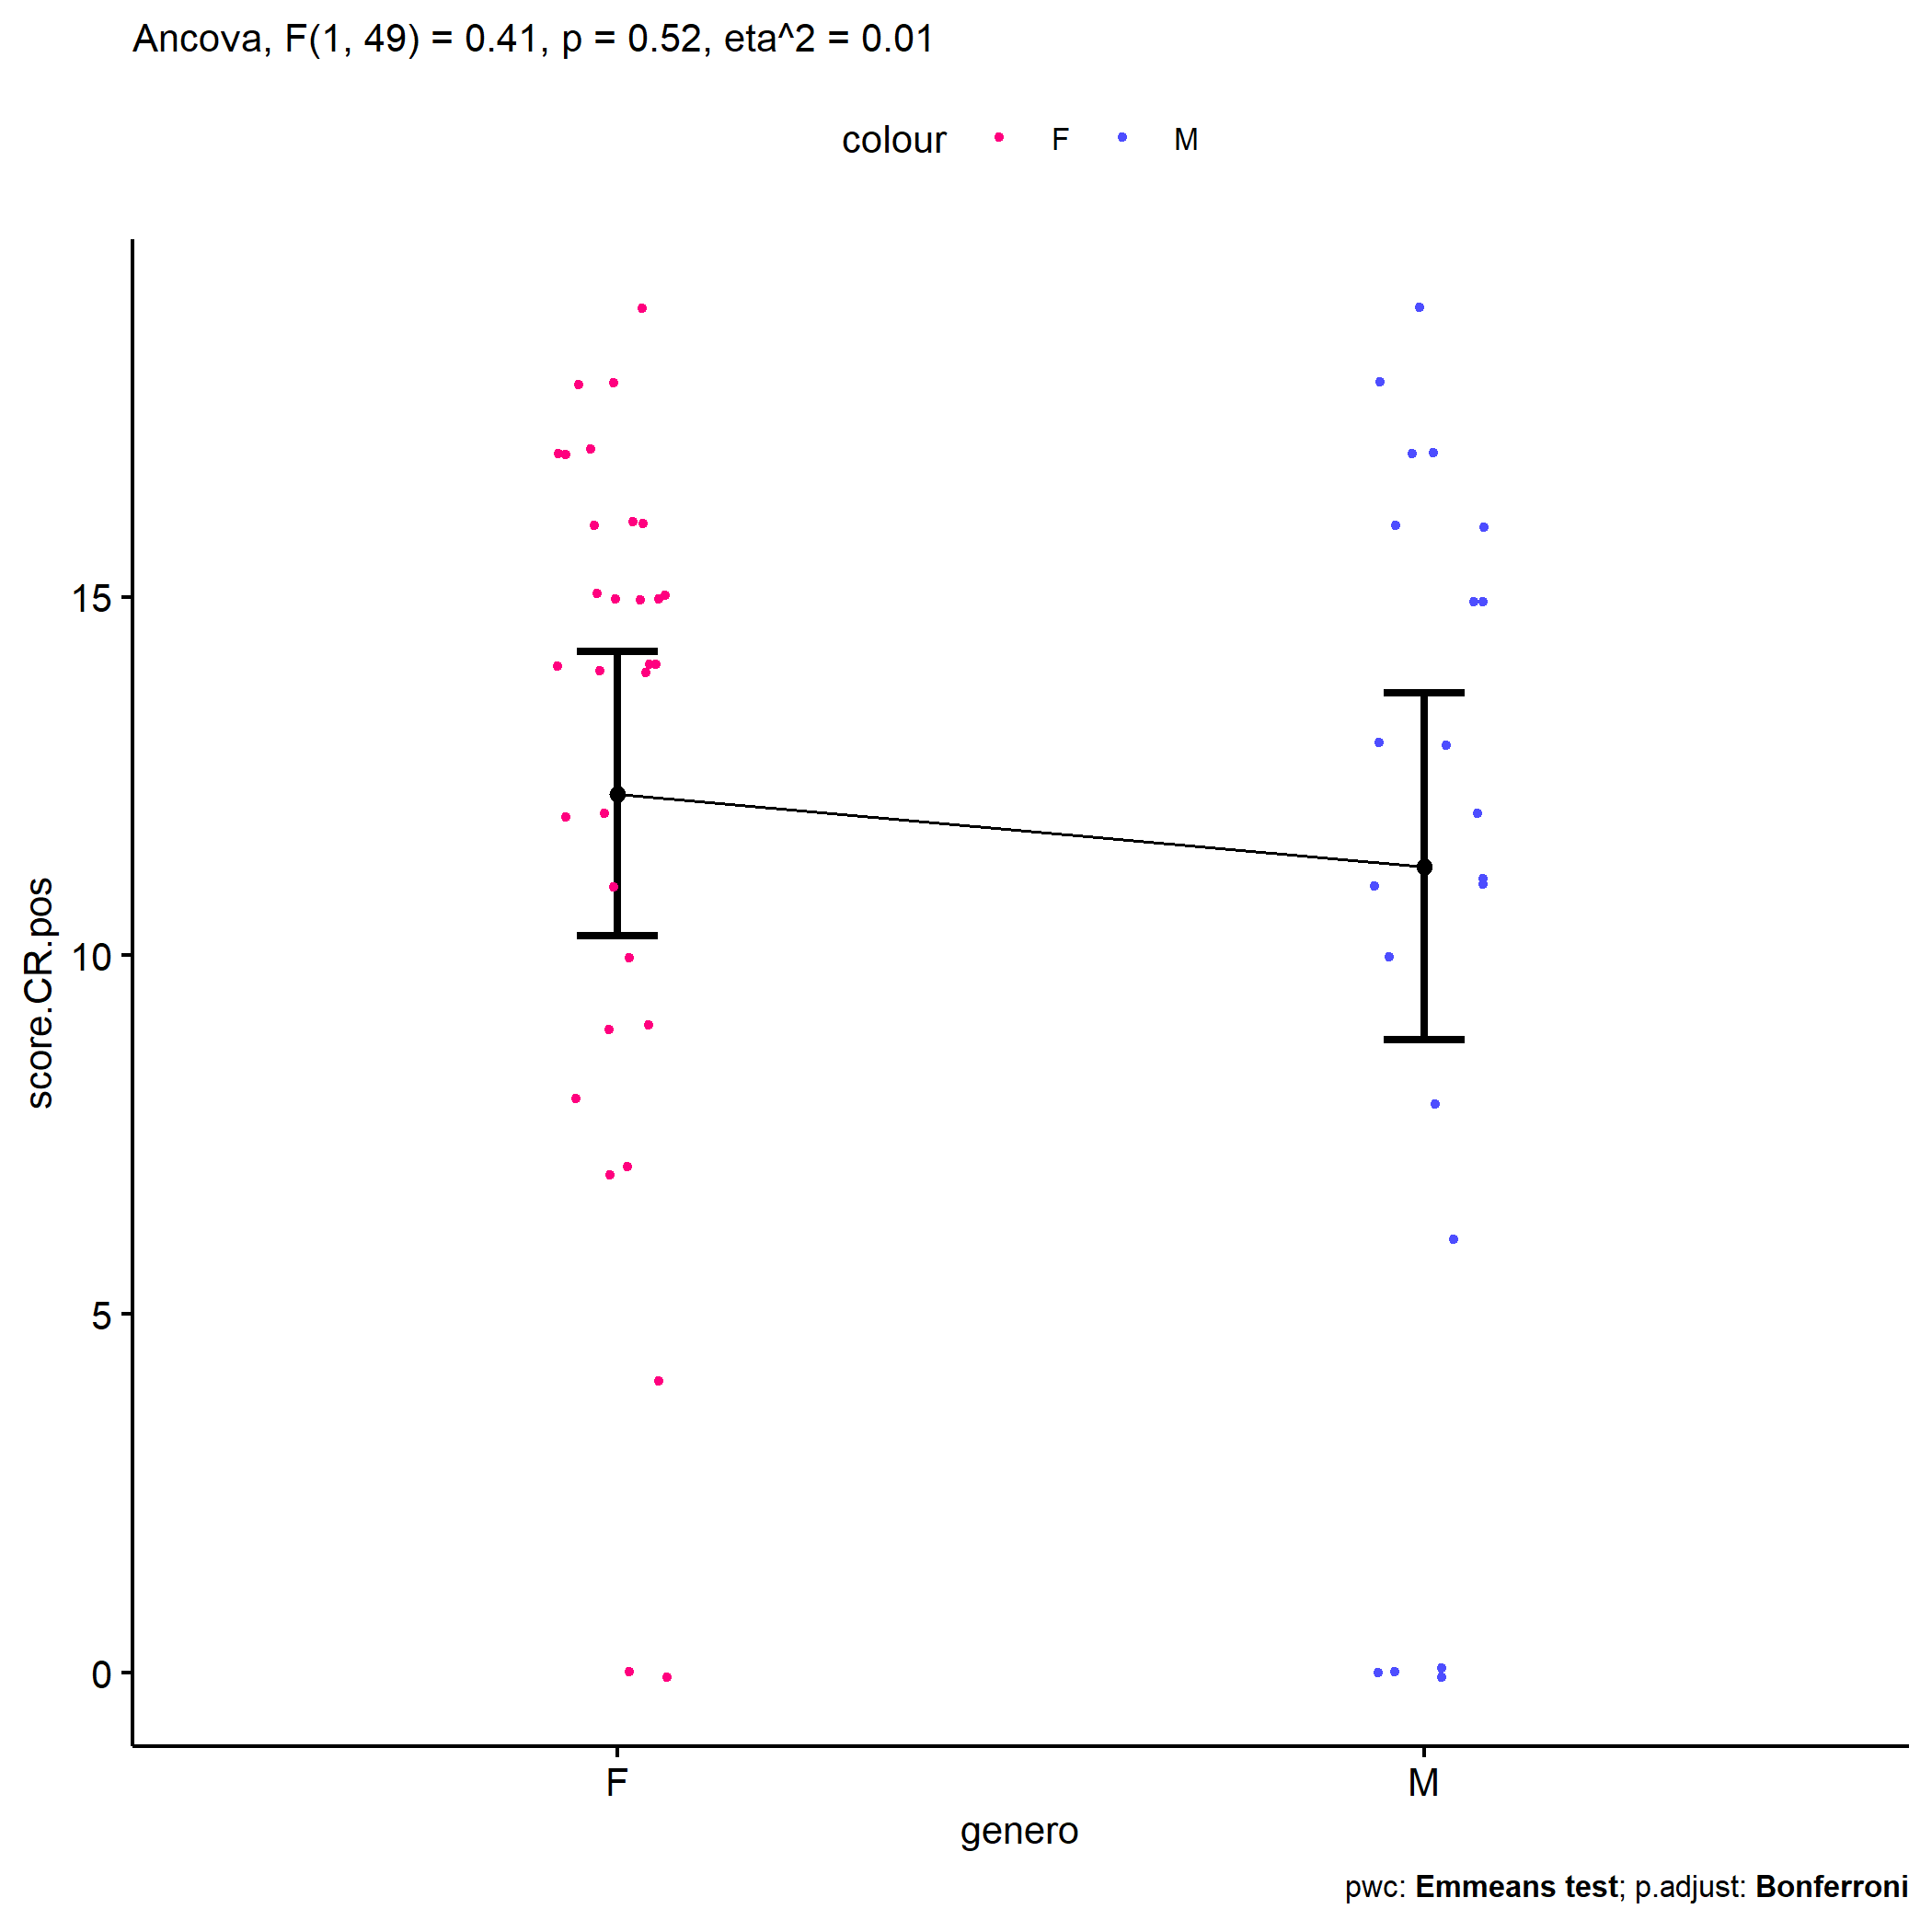 Ancova, F(1, 49) = 0.41, p = 0.52, eta^2 = 0.01
colour F M
score.CR.pos
15
10
5
0
F M
genero
pwc: Emmeans test; p.adjust: Bonferroni